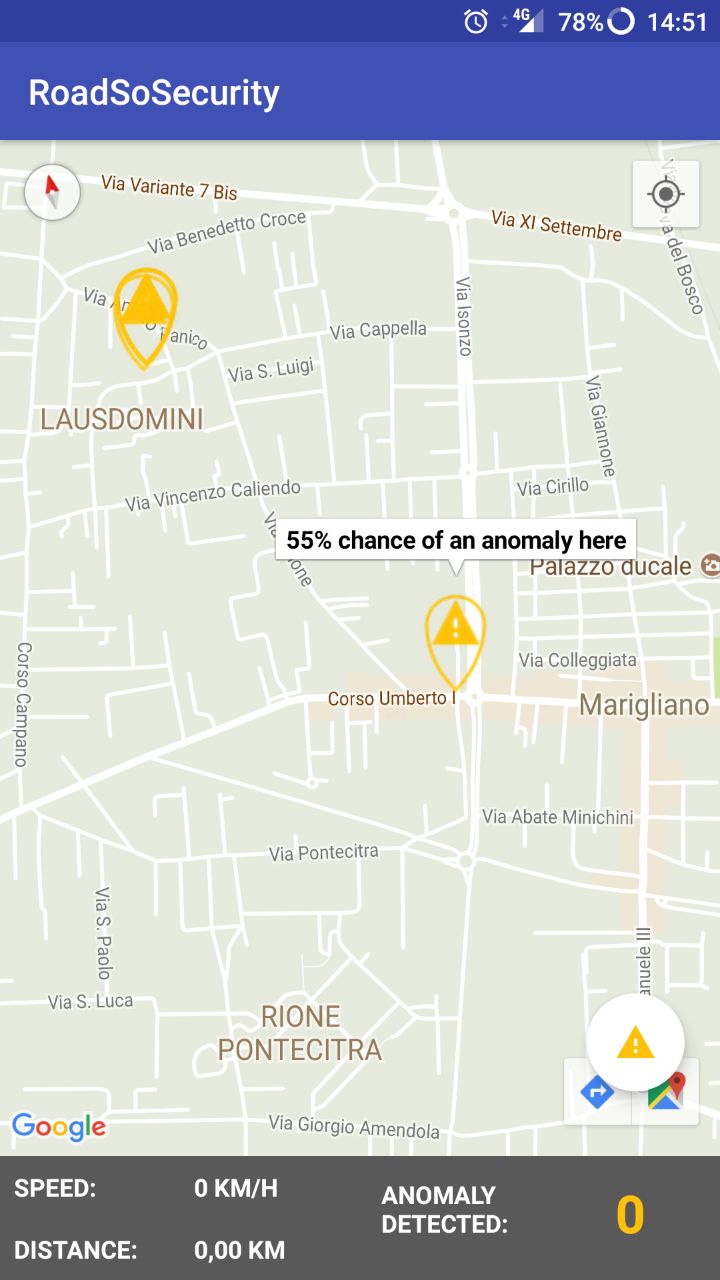 4G 78% 14:51
RoadSoSecurity
Via Variante 7 Bis
Via XI Settembre
Via Benedetto Croce
ova del Bosco
Via Isonzo
Via Cappella
Via S. Luigi
Via Giannone
LAUSDOMINI
Via Cirillo
Via Vincenzo Caliendo
55% chance of an anomaly here
Palazzo ducale
Corso Campano
Via Colleggiata
Corso Umberto I
Marigliano
Via Abate Minichini
Via Pontecitra
Via S. Paolo
Via S. Luca
RIONE
PONTECITRA
Via Giorgio Amendola
Google
SPEED: 0 KM/H
ANOMALY
DETECTED:
0
DISTANCE: 0,00 KM